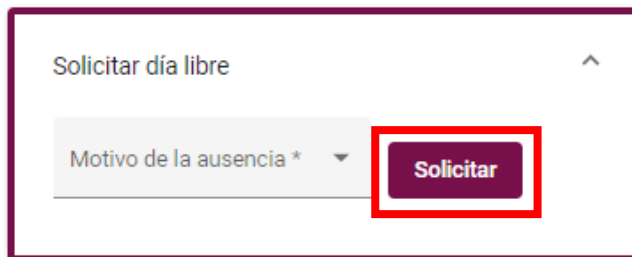 Solicitar día libre
Motivo de la ausencia *
Solicitar